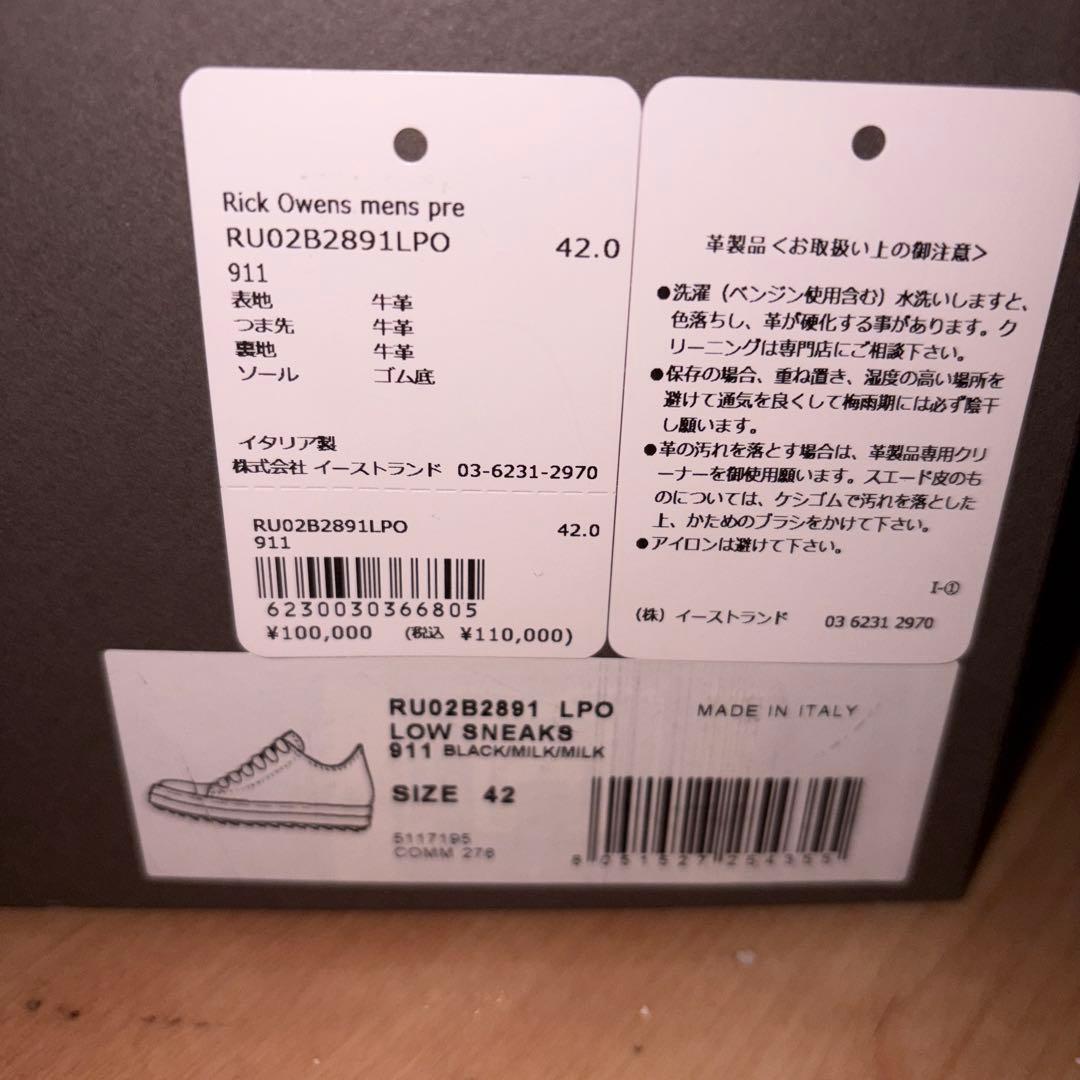 Rick Owens mens pre
RU02B2891LPO 42.0
911
表地 牛革
つま先 牛革
裏地 牛革
ソール ゴム底
イタリア製
株式会社 イーストランド 03-6231-2970
RU02B2891LPO 42.0
911
6230030366805
¥100,000 (税込 ¥110,000)
革製品<お取扱い上の御注意>
●洗濯(ベンジン使用含む)水洗いしますと、
色落ちし、革が硬化する事があります。ク
リーニングは専門店にご相談下さい。
●保存の場合、重ね置き、湿度の高い場所を
避けて通気を良くして梅雨期には必ず陰干
し願います。
●革の汚れを落とす場合は、革製品専用クリ
ーナーを御使用願います。スエード皮のも
のについては、ケシゴムで汚れを落とした
上、かためのブラシをかけて下さい。
●アイロンは避けて下さい。
I-①
(株)イーストランド 03 6231 2970
RU02B2891 LPO MADE IN ITALY
LOW SNEAKS
911 BLACK/MILK/MILK
SIZE 42
5117195
COMM 276
8 051527 254355